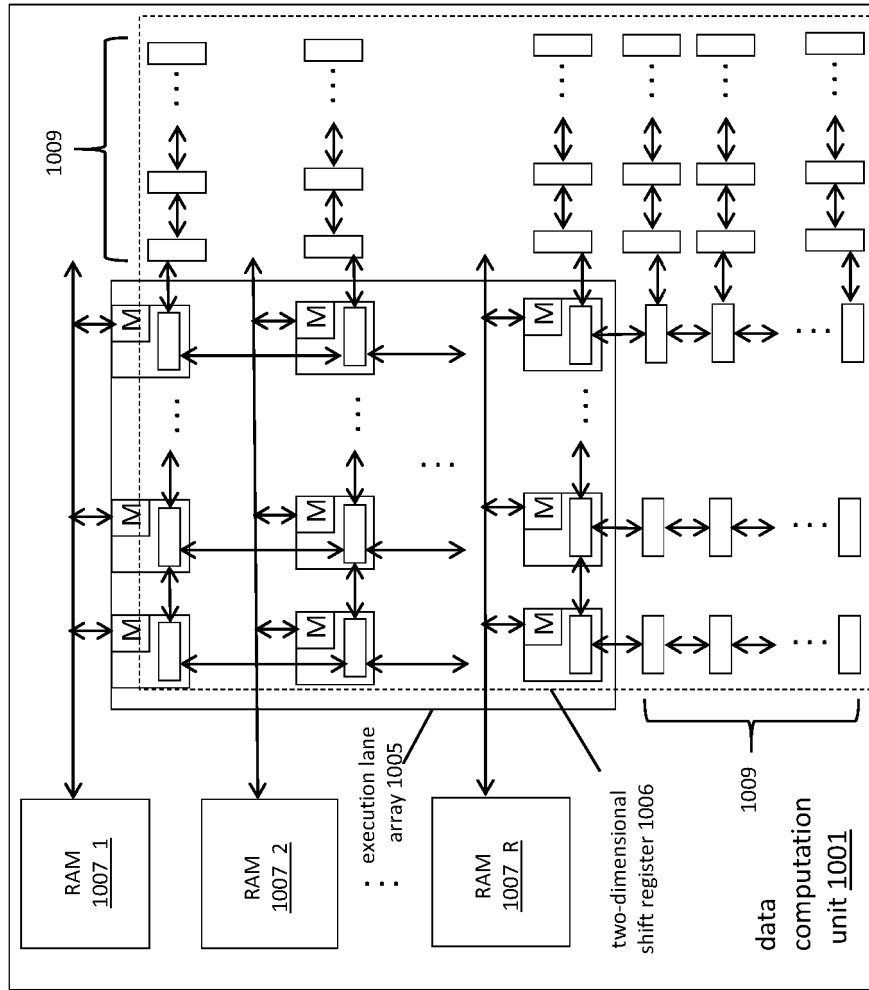 1009
M
M
M
M
M
M
M
M
M
RAM
1007_1
RAM
1007_2
execution lane
array 1005
RAM
1007_R
two-dimensional
shift register 1006
1009
data
computation
unit 1001